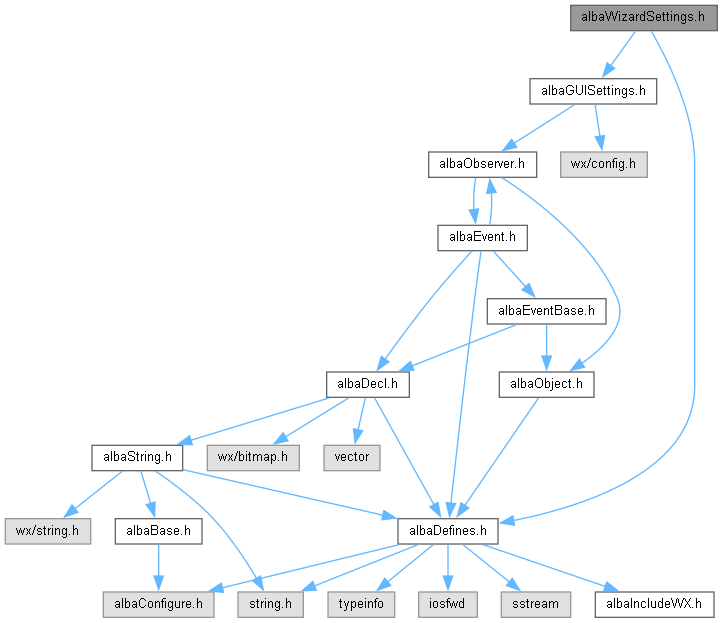 albaWizardSettings.h
albaGUISettings.h
albaObserver.h
wx/config.h
albaEvent.h
albaEventBase.h
albaDecl.h
albaObject.h
albaString.h
wx/bitmap.h
vector
wx/string.h
albaBase.h
albaDefines.h
albaConfigure.h
string.h
typeinfo
iosfwd
sstream
albaIncludeWX.h